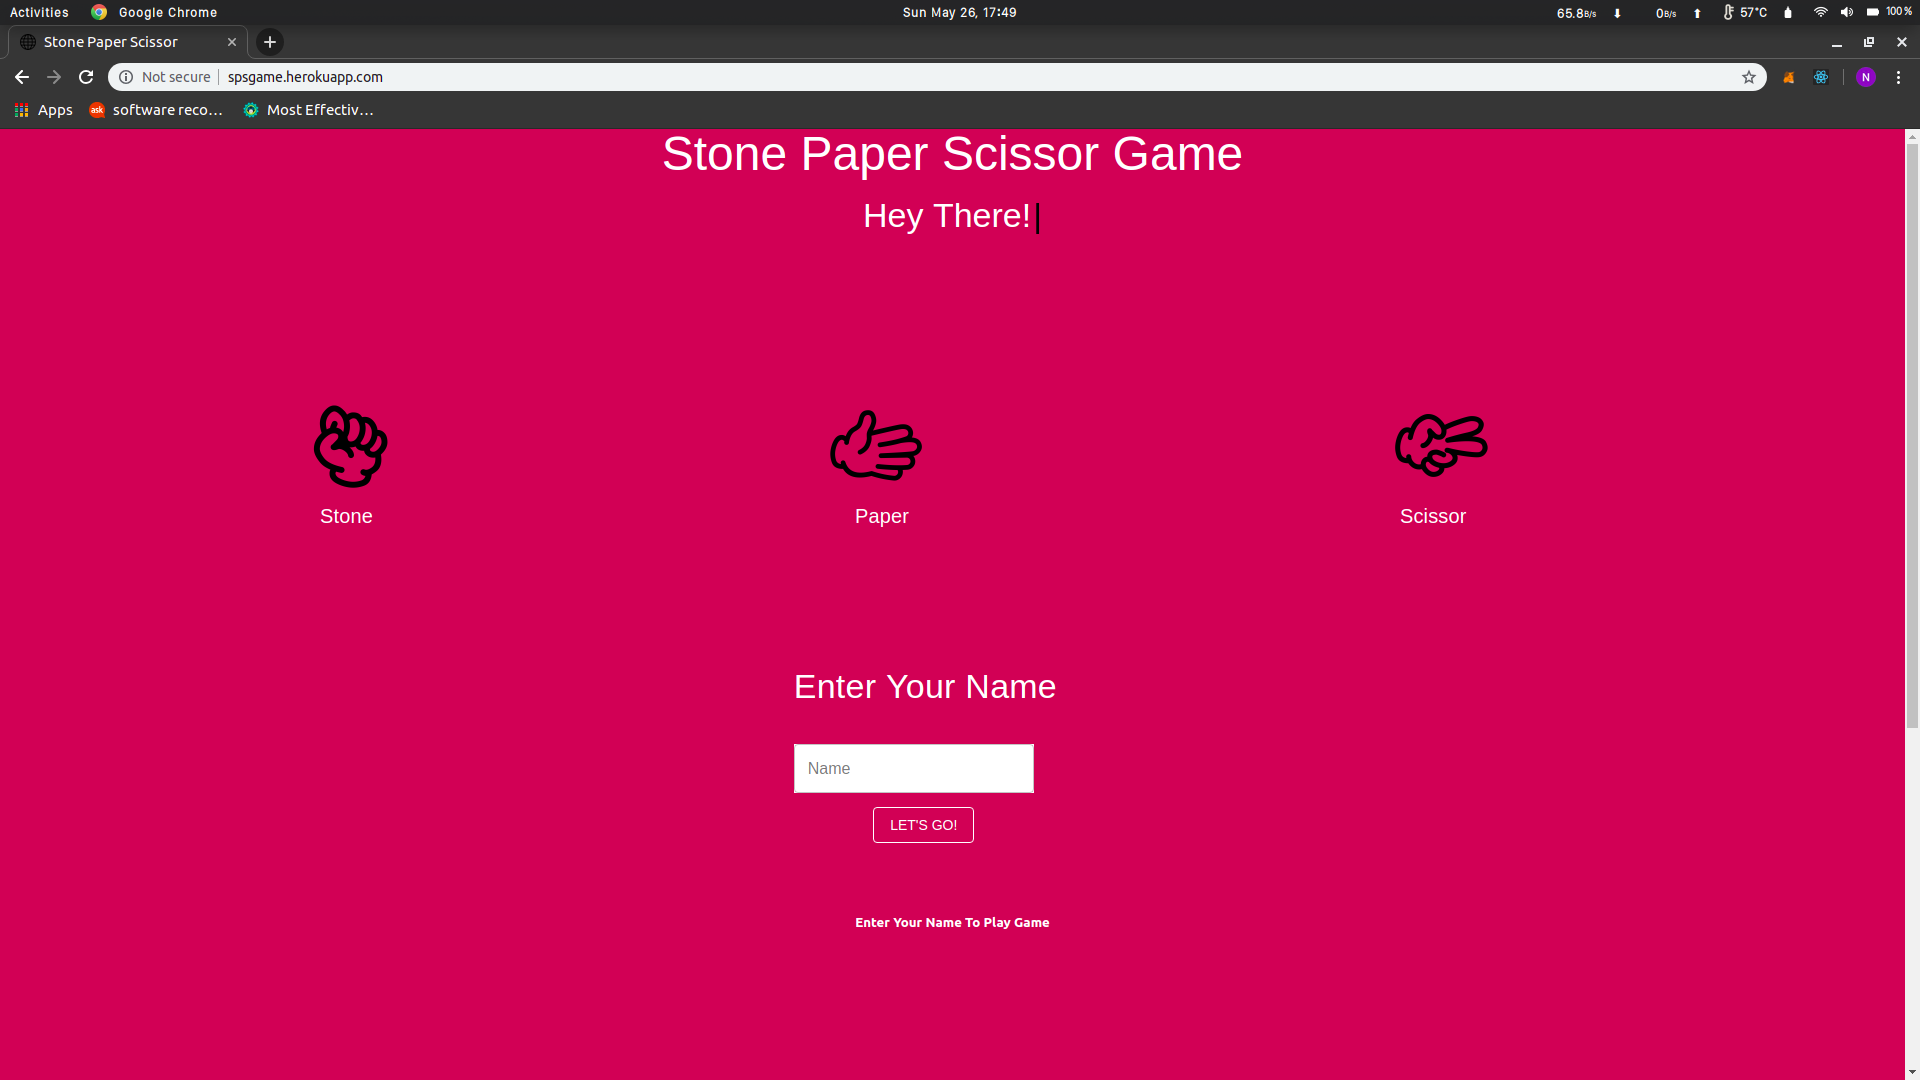 Activities Google Chrome Sun May 26, 17:49 65.8B/s ⬇ 0B/s ⬆ 57°C 100 %
Stone Paper Scissor
Not secure spsgame.herokuapp.com N
Apps ask software reco... Most Effectiv...
Stone Paper Scissor Game
Hey There!|
Stone Paper Scissor
Enter Your Name
Name
LET'S GO!
Enter Your Name To Play Game